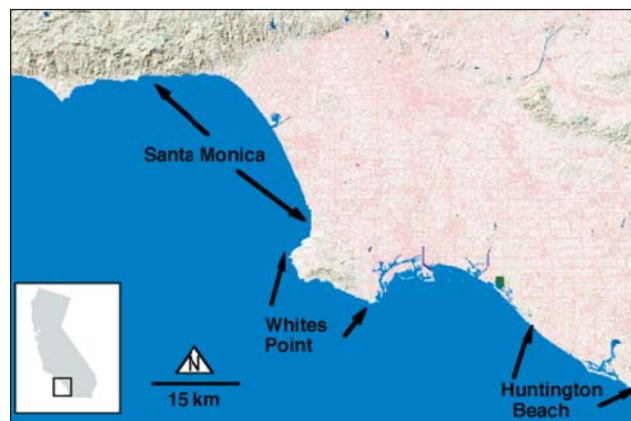 Santa Monica
Whites
Point
N
15 km
Huntington
Beach